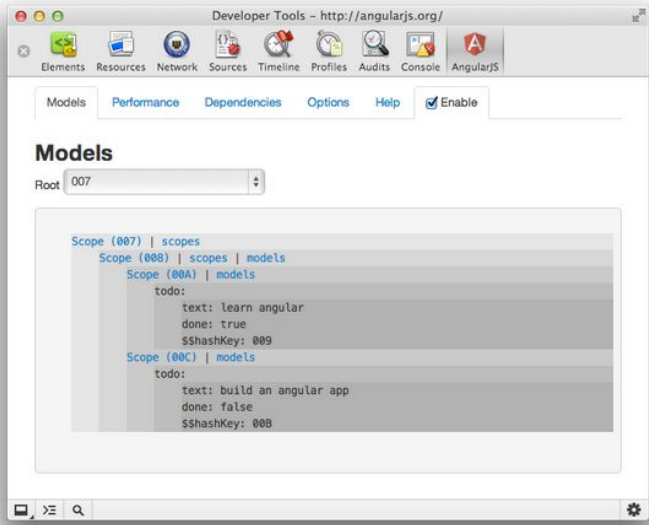 Developer Tools - http://angularjs.org/
Elements Resources Network Sources Timeline Profiles Audits Console AngularJS
Models Performance Dependencies Options Help Enable
Models
Root 007
Scope (007) | scopes
Scope (008) | scopes | models
Scope (00A) | models
todo:
text: learn angular
done: true
$$hashKey: 009
Scope (00C) | models
todo:
text: build an angular app
done: false
$$hashKey: 00B